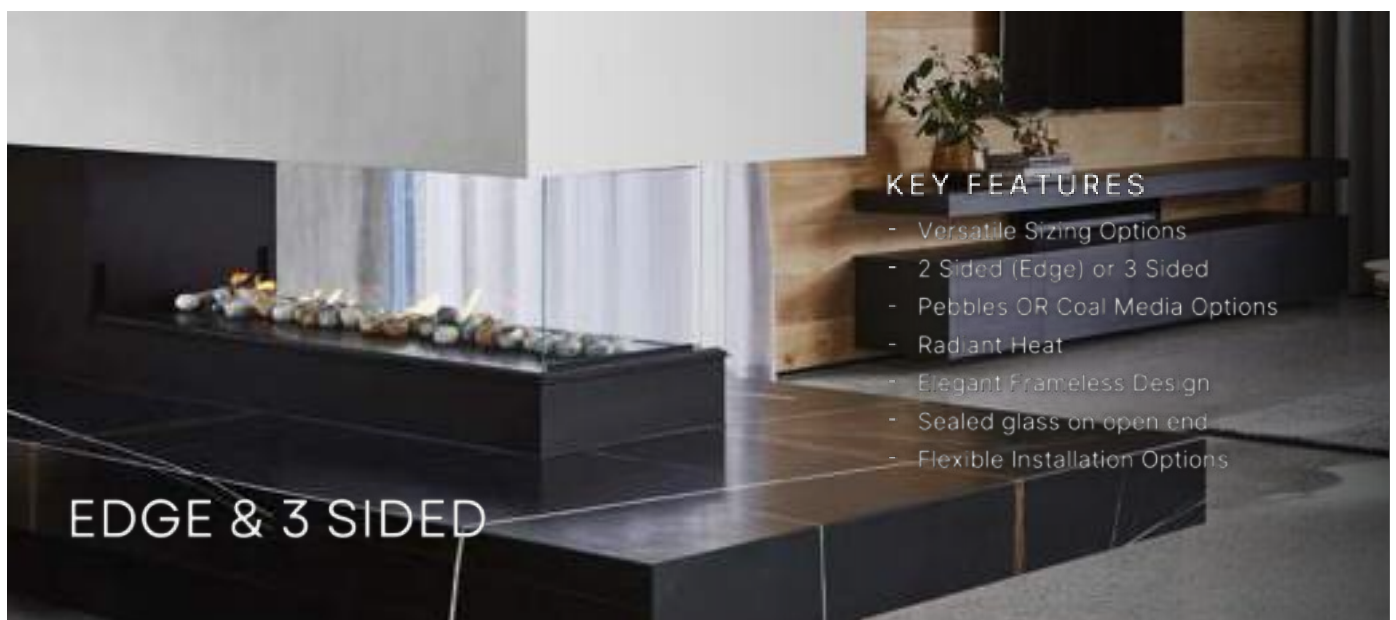 KEY FEATURES
- Versatile Sizing Options
- 2 Sided (Edge) or 3 Sided
- Pebbles OR Coal Media Options
- Radiant Heat
- Elegant Frameless Design
- Sealed glass on open end
- Flexible Installation Options
EDGE & 3 SIDED